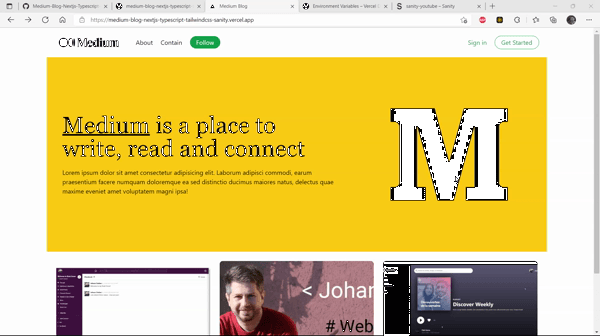 Medium-Blog-Nextjs-Typescript-
medium-blog-nextjs-typescript-
Medium Blog
Environment Variables – Vercel
sanity-youtube – Sanity
https://medium-blog-nextjs-typescript-tailwindcss-sanity.vercel.app
Medium
About
Contain
Follow
Sign in
Get Started
Medium is a place to
write, read and connect
Lorem ipsum dolor sit amet consectetur adipisicing elit. Laborum adipisci commodi, earum
praesentium facere numquam doloremque ea sed distinctio ducimus maiores natus, delectus quae
maxime eveniet amet voluptatem magni ipsa!
M
< Johan
# Web
Discover Weekly